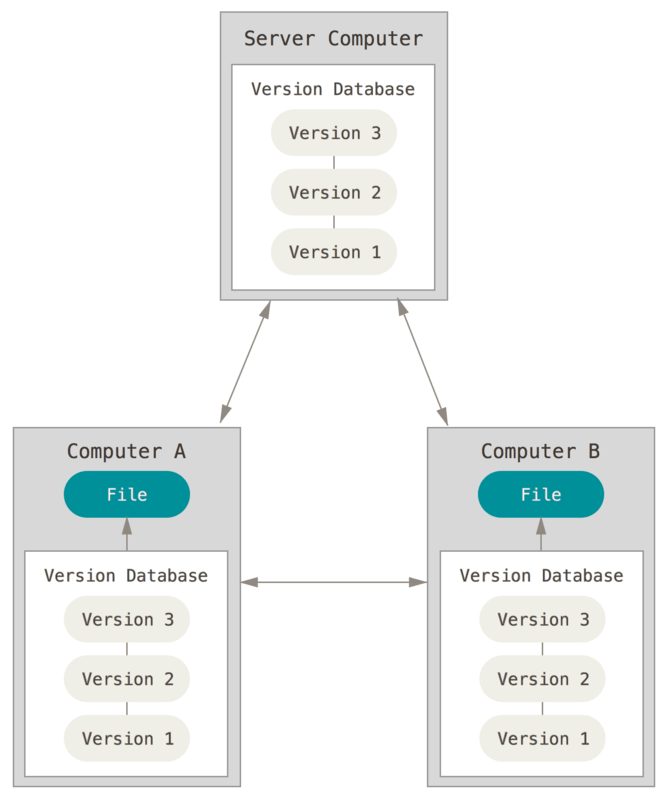 Server Computer
Version Database
Version 3
Version 2
Version 1
Computer A
File
Version Database
Version 3
Version 2
Version 1
Computer B
File
Version Database
Version 3
Version 2
Version 1